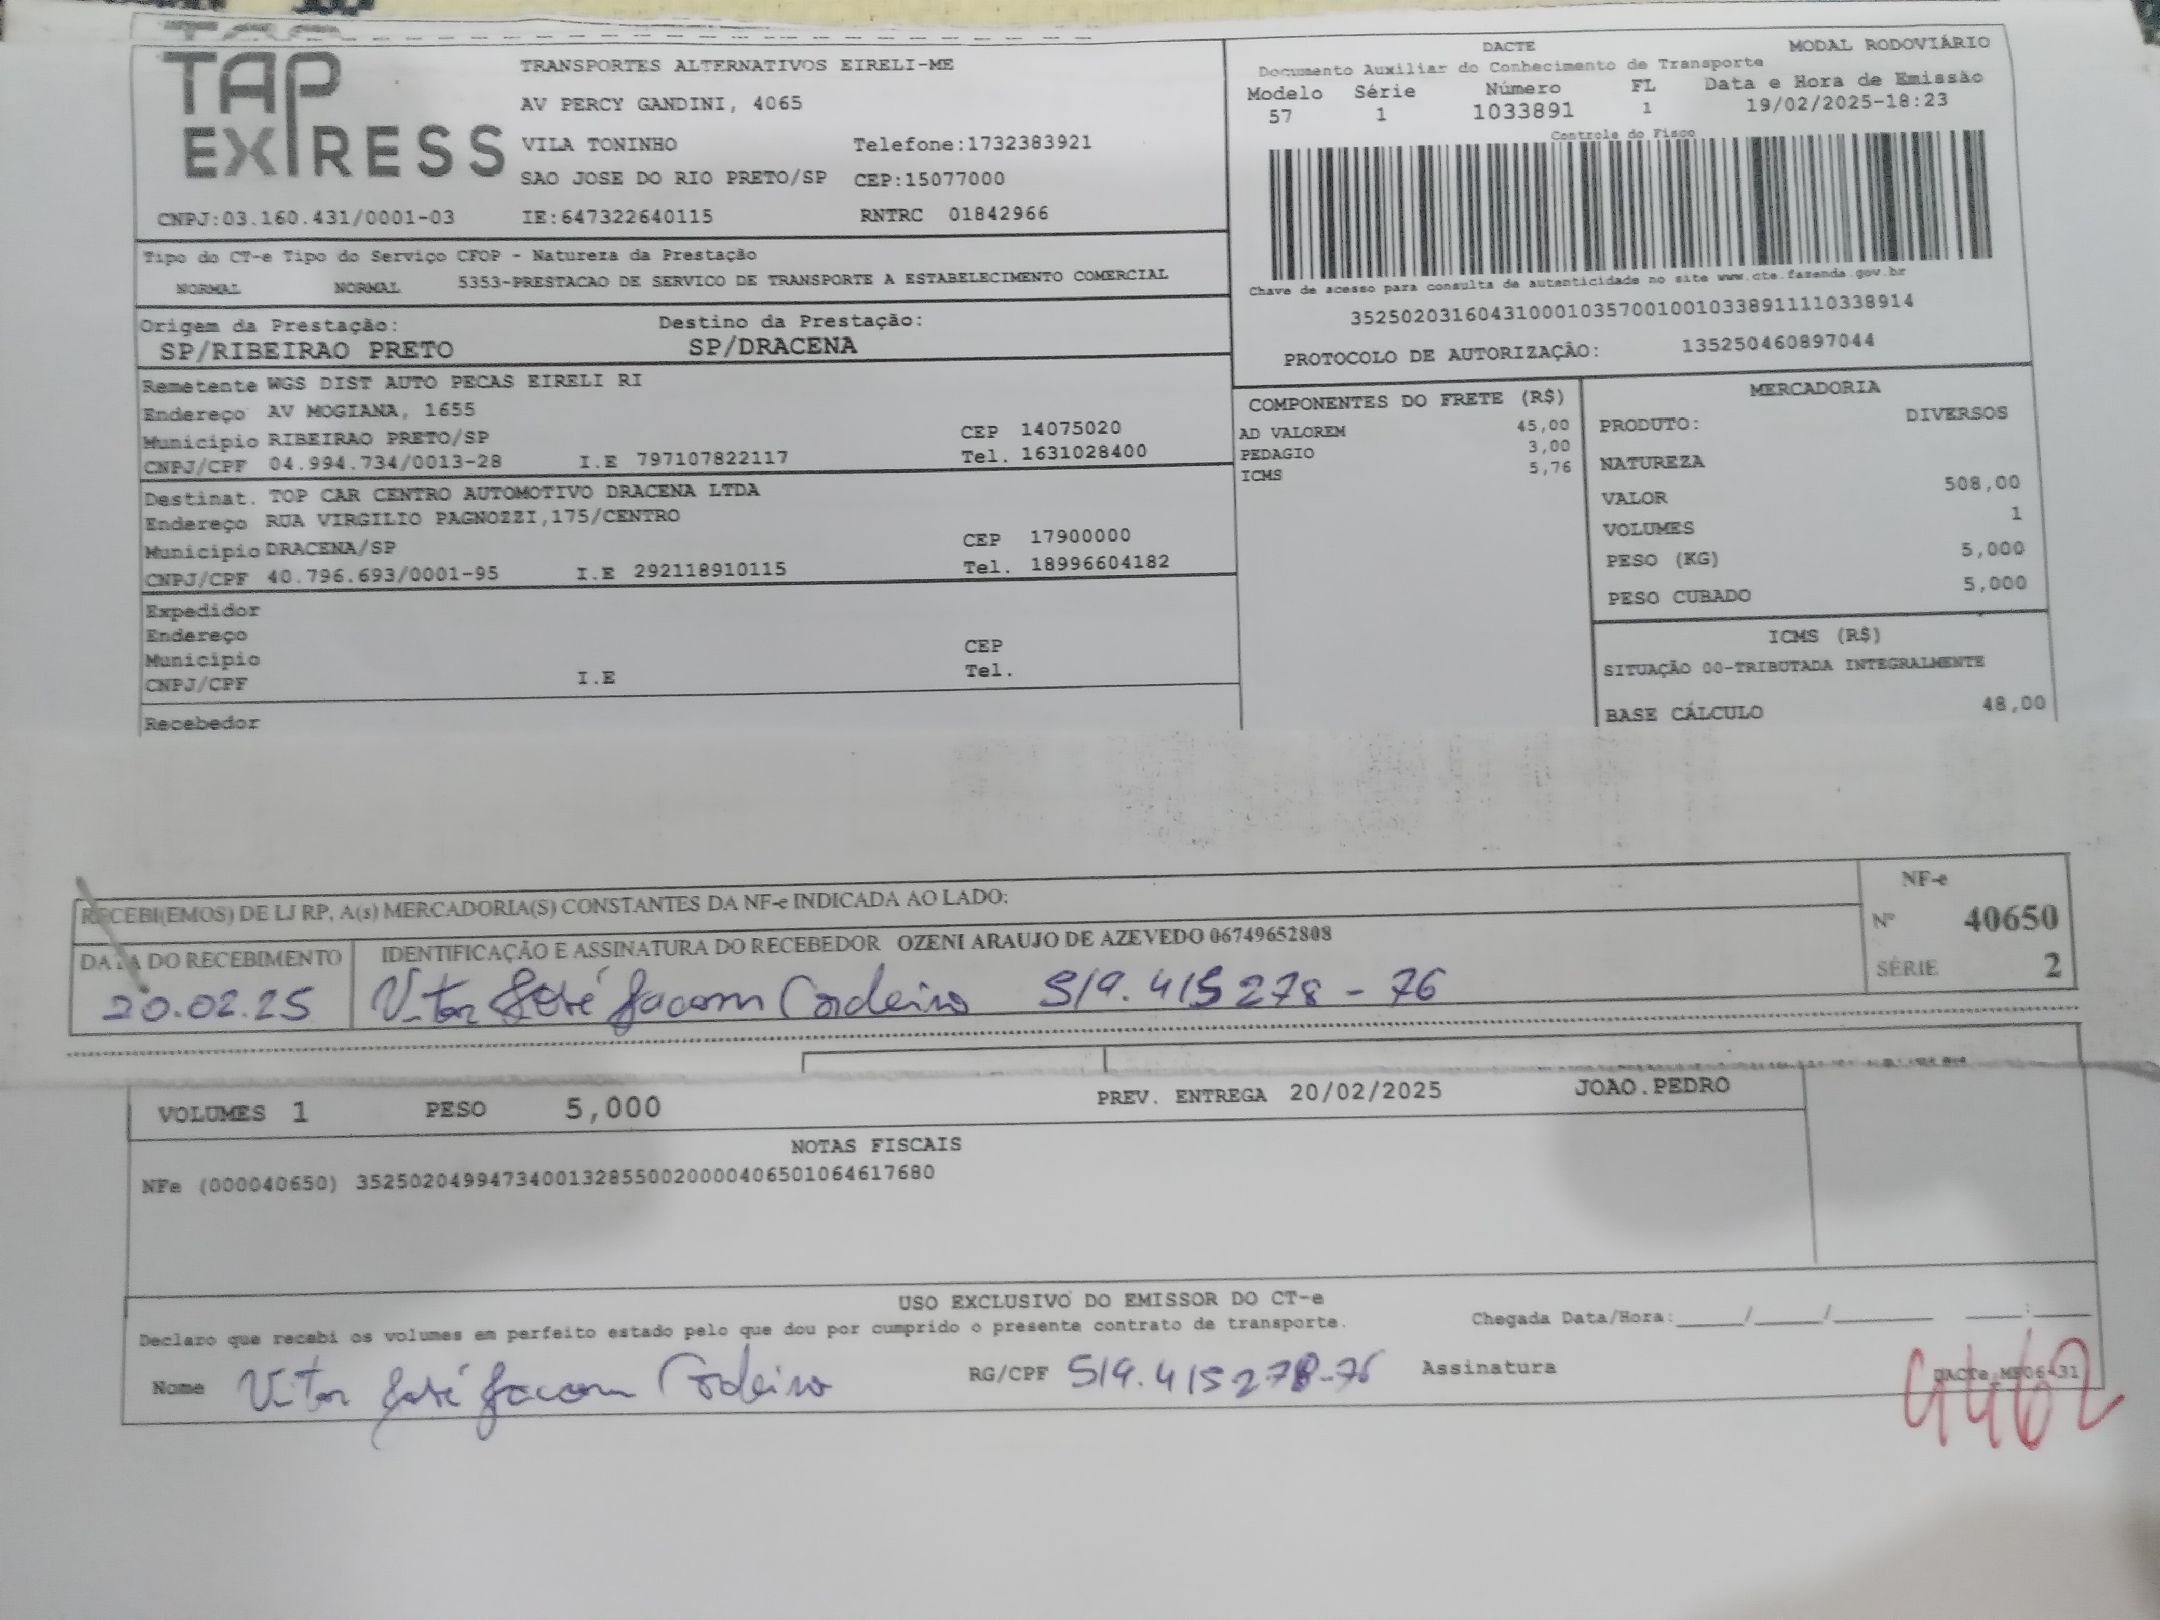 TAP EXPRESS
TRANSPORTES ALTERNATIVOS EIRELI-ME
AV PERCY GANDINI, 4065
VILA TONINHO Telefone:1732383921
SAO JOSE DO RIO PRETO/SP CEP:15077000
CNPJ:03.160.431/0001-03 IE:647322640115 RNTRC 01842966
DACTE MODAL RODOVIÁRIO
Documento Auxiliar do Conhecimento de Transporte
Modelo Série Número FL Data e Hora de Emissão
57 1 1033891 1 19/02/2025-18:23
Controle do Fisco
Chave de acesso para consulta de autenticidade no site www.cte.fazenda.gov.br
35250203160431000103570010010338911110338914
PROTOCOLO DE AUTORIZAÇÃO: 135250460897044
Tipo do CT-e Tipo do Serviço CFOP - Natureza da Prestação
NORMAL NORMAL 5353-PRESTACAO DE SERVICO DE TRANSPORTE A ESTABELECIMENTO COMERCIAL
Origem da Prestação: Destino da Prestação:
SP/RIBEIRAO PRETO SP/DRACENA
Remetente WGS DIST AUTO PECAS EIRELI RI
Endereço AV MOGIANA, 1655
Município RIBEIRAO PRETO/SP CEP 14075020
CNPJ/CPF 04.994.734/0013-28 I.E 797107822117 Tel. 1631028400
Destinat. TOP CAR CENTRO AUTOMOTIVO DRACENA LTDA
Endereço RUA VIRGILIO PAGNOZZI,175/CENTRO
Município DRACENA/SP CEP 17900000
CNPJ/CPF 40.796.693/0001-95 I.E 292118910115 Tel. 18996604182
Expedidor
Endereço
Município CEP
CNPJ/CPF I.E Tel.
Recebedor
COMPONENTES DO FRETE (R$)
AD VALOREM 45,00
PEDAGIO 3,00
ICMS 5,76
MERCADORIA
PRODUTO: DIVERSOS
NATUREZA
VALOR 508,00
VOLUMES 1
PESO (KG) 5,000
PESO CUBADO 5,000
ICMS (R$)
SITUAÇÃO 00-TRIBUTADA INTEGRALMENTE
BASE CÁLCULO 48,00
RECEBI(EMOS) DE LJ RP, A(s) MERCADORIA(S) CONSTANTES DA NF-e INDICADA AO LADO:
NF-e
Nº 40650
SÉRIE 2
DATA DO RECEBIMENTO IDENTIFICAÇÃO E ASSINATURA DO RECEBEDOR OZENI ARAUJO DE AZEVEDO 06749652808
20.02.25 Vitor José Jacom Cordeiro 519.415278-76
VOLUMES 1 PESO 5,000 PREV. ENTREGA 20/02/2025 JOAO.PEDRO
NOTAS FISCAIS
NFe (000040650) 35250204994734001328550020000406501064617680
USO EXCLUSIVO DO EMISSOR DO CT-e
Declaro que recebi os volumes em perfeito estado pelo que dou por cumprido o presente contrato de transporte. Chegada Data/Hora:_____/_____/_______ ____:____
Nome Vitor José Jacom Cordeiro RG/CPF 519.415278-76 Assinatura